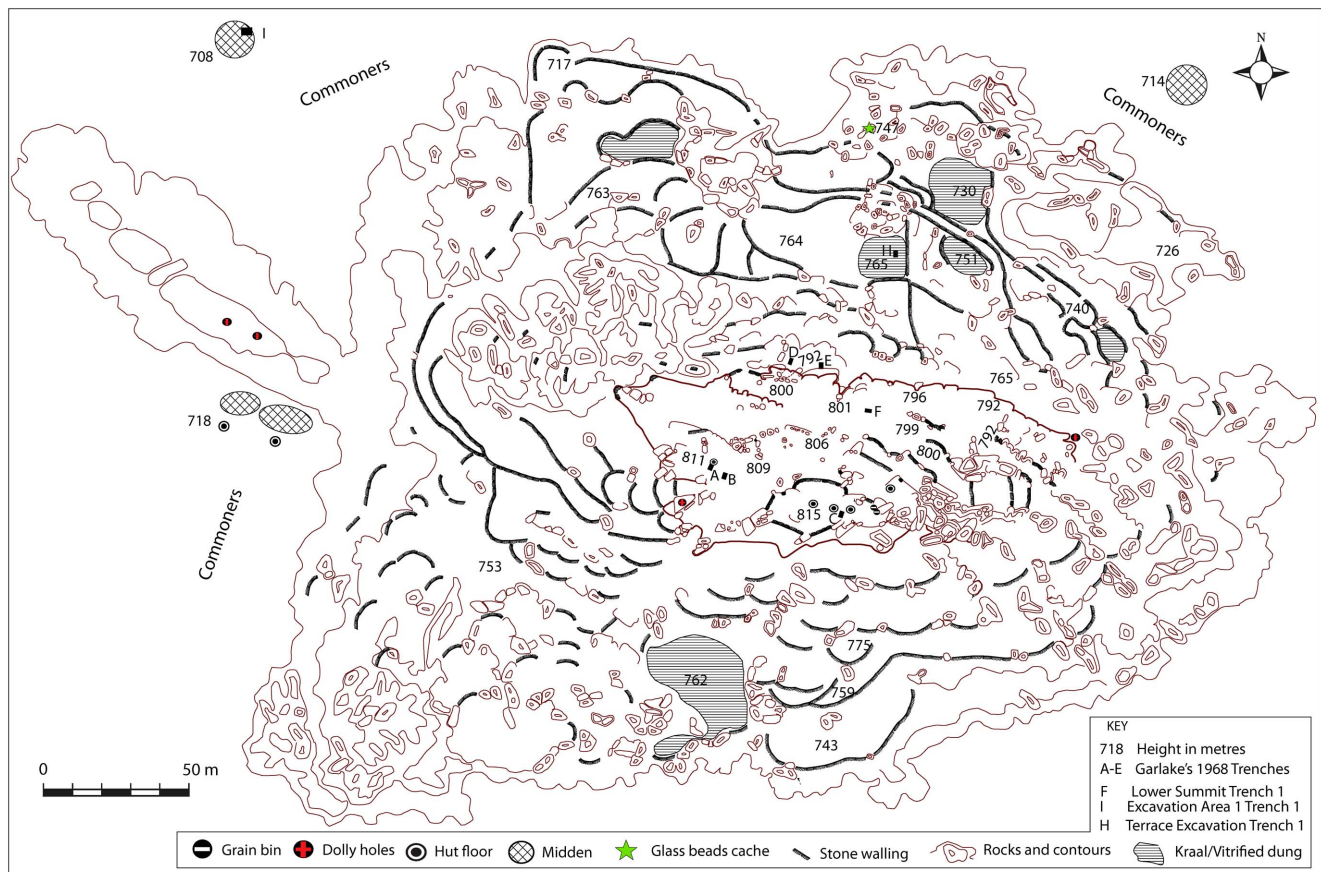 I
708
Commoners
717
N
714
Commoners
747
763
730
764
H
765
751
726
740
D
792
E
765
800
801
F
796
792
799
792
718
806
800
811
A
B
809
815
C
Commoners
753
775
762
759
743
0 50 m
KEY
718 Height in metres
A-E Garlake's 1968 Trenches
F Lower Summit Trench 1
I Excavation Area 1 Trench 1
H Terrace Excavation Trench 1
Grain bin Dolly holes Hut floor Midden Glass beads cache Stone walling Rocks and contours Kraal/Vitrified dung